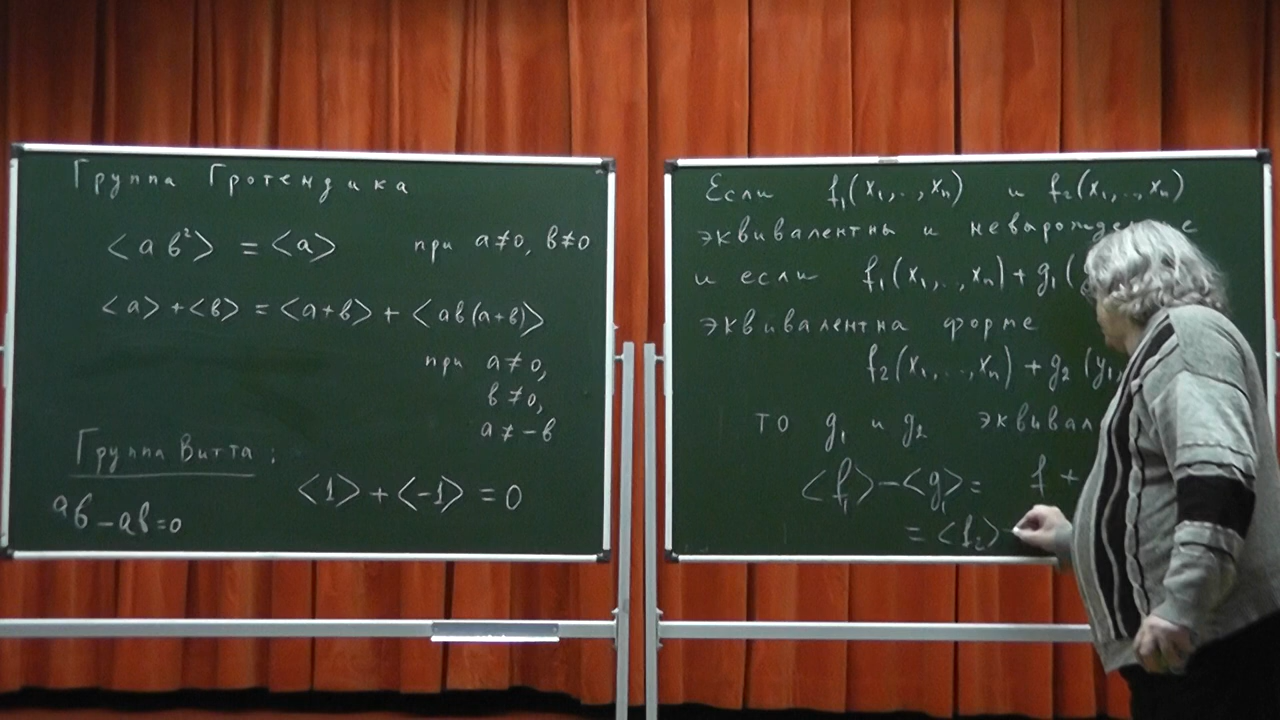 Группа Гротендика
<ab²> = <a> при a≠0, b≠0
<a> + <b> = <a+b> + <ab(a+b)>
при a≠0,
b≠0,
a≠-b
Группа Витта:
<1> + <-1> = 0
ab - ab = 0
Если f₁(x₁,..,xₙ) и f₂(x₁,..,xₙ)
эквивалентны и
и если f₁(x₁,..,xₙ) + g₁(
эквивалентна форме
f₂(x₁,..,xₙ) + g₂(y₁,
то g₁ и g₂ эквивал
<f₁> - <g₁> = f +
= <f₂> -